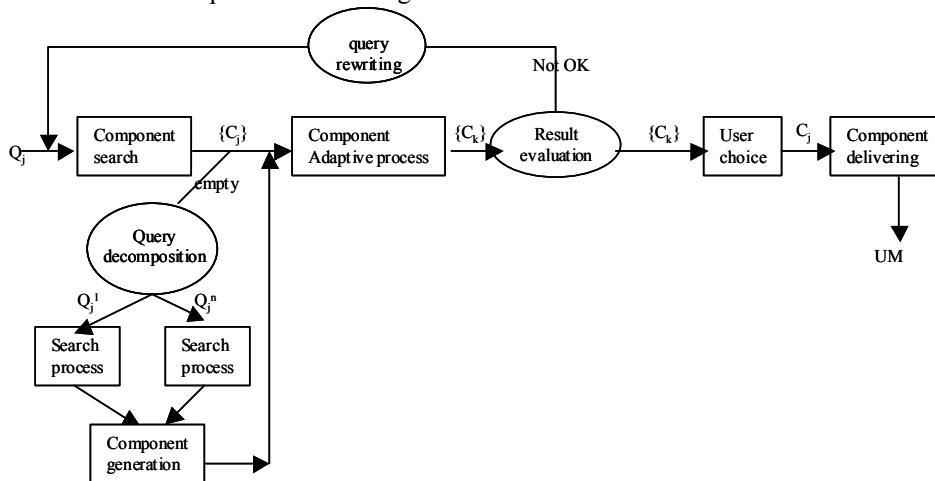 query
rewriting
Not OK
Q_j
Component
search
{C_j}
Component
Adaptive process
{C_k}
Result
evaluation
{C_k}
User
choice
C_j
Component
delivering
empty
Query
decomposition
UM
Q_j^1
Q_j^n
Search
process
Search
process
Component
generation